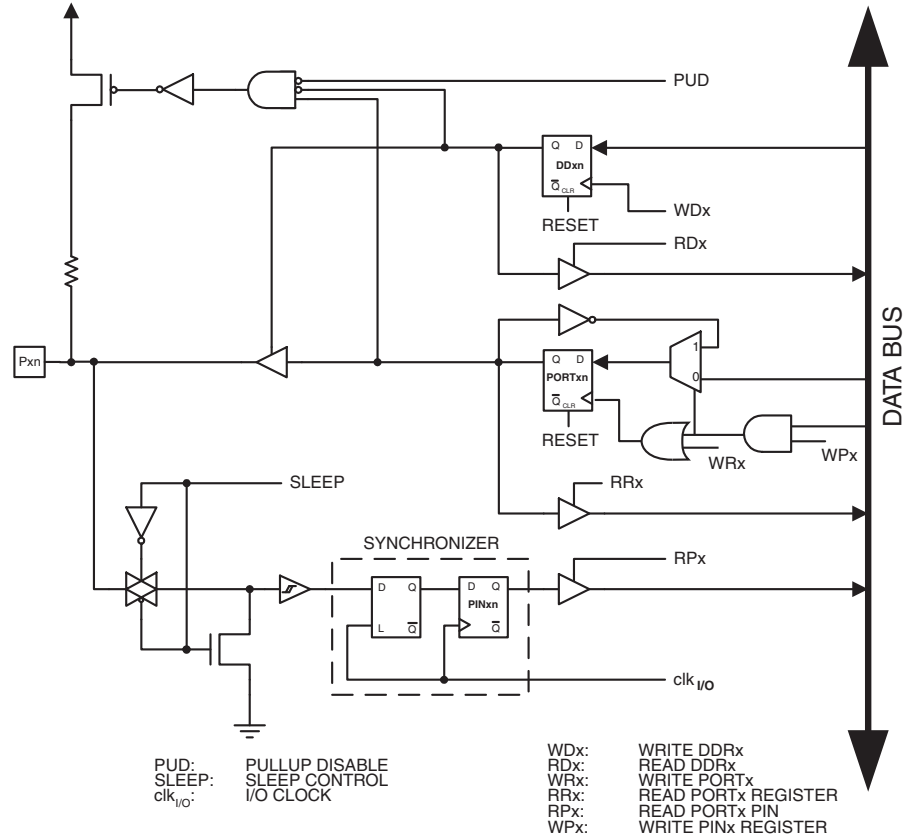 PUD
Q D
DDxn
Q CLR
WDx
RESET
RDx
Pxn
1
Q D
PORTxn
0
Q CLR
RESET
WRx
WPx
DATA BUS
SLEEP
RRx
SYNCHRONIZER
RPx
D Q
D Q
PINxn
L Q
Q
clk I/O
PUD: PULLUP DISABLE
SLEEP: SLEEP CONTROL
clk I/O: I/O CLOCK
WDx: WRITE DDRx
RDx: READ DDRx
WRx: WRITE PORTx
RRx: READ PORTx REGISTER
RPx: READ PORTx PIN
WPx: WRITE PINx REGISTER